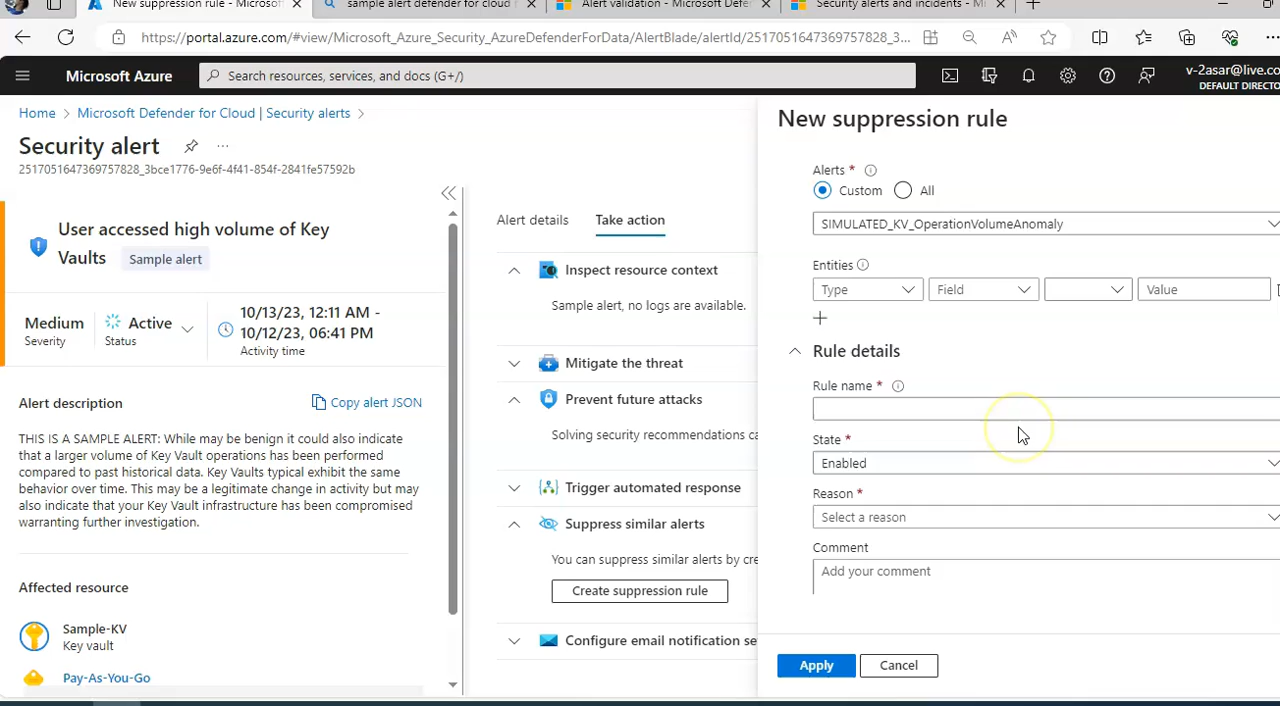 New suppression rule - Microsoft
sample alert defender for cloud
Alert validation - Microsoft Defe
Security alerts and incidents - Mi
https://portal.azure.com/#view/Microsoft_Azure_Security_AzureDefenderForData/AlertBlade/alertId/2517051647369757828_3...
Microsoft Azure
Search resources, services, and docs (G+/)
v-2asar@live.co
DEFAULT DIRECTO
Home > Microsoft Defender for Cloud | Security alerts >
Security alert
...
2517051647369757828_3bce1776-9e6f-4f41-854f-2841fe57592b
User accessed high volume of Key
Vaults
Sample alert
Medium
Severity
Active
Status
10/13/23, 12:11 AM -
10/12/23, 06:41 PM
Activity time
Alert description
Copy alert JSON
THIS IS A SAMPLE ALERT: While may be benign it could also indicate
that a larger volume of Key Vault operations has been performed
compared to past historical data. Key Vaults typical exhibit the same
behavior over time. This may be a legitimate change in activity but may
also indicate that your Key Vault infrastructure has been compromised
warranting further investigation.
Affected resource
Sample-KV
Key vault
Pay-As-You-Go
Alert details
Take action
Inspect resource context
Sample alert, no logs are available.
Mitigate the threat
Prevent future attacks
Solving security recommendations ca
Trigger automated response
Suppress similar alerts
You can suppress similar alerts by cre
Create suppression rule
Configure email notification se
New suppression rule
Alerts *
Custom
All
SIMULATED_KV_OperationVolumeAnomaly
Entities
Type
Field
Value
Rule details
Rule name *
State *
Enabled
Reason *
Select a reason
Comment
Add your comment
Apply
Cancel